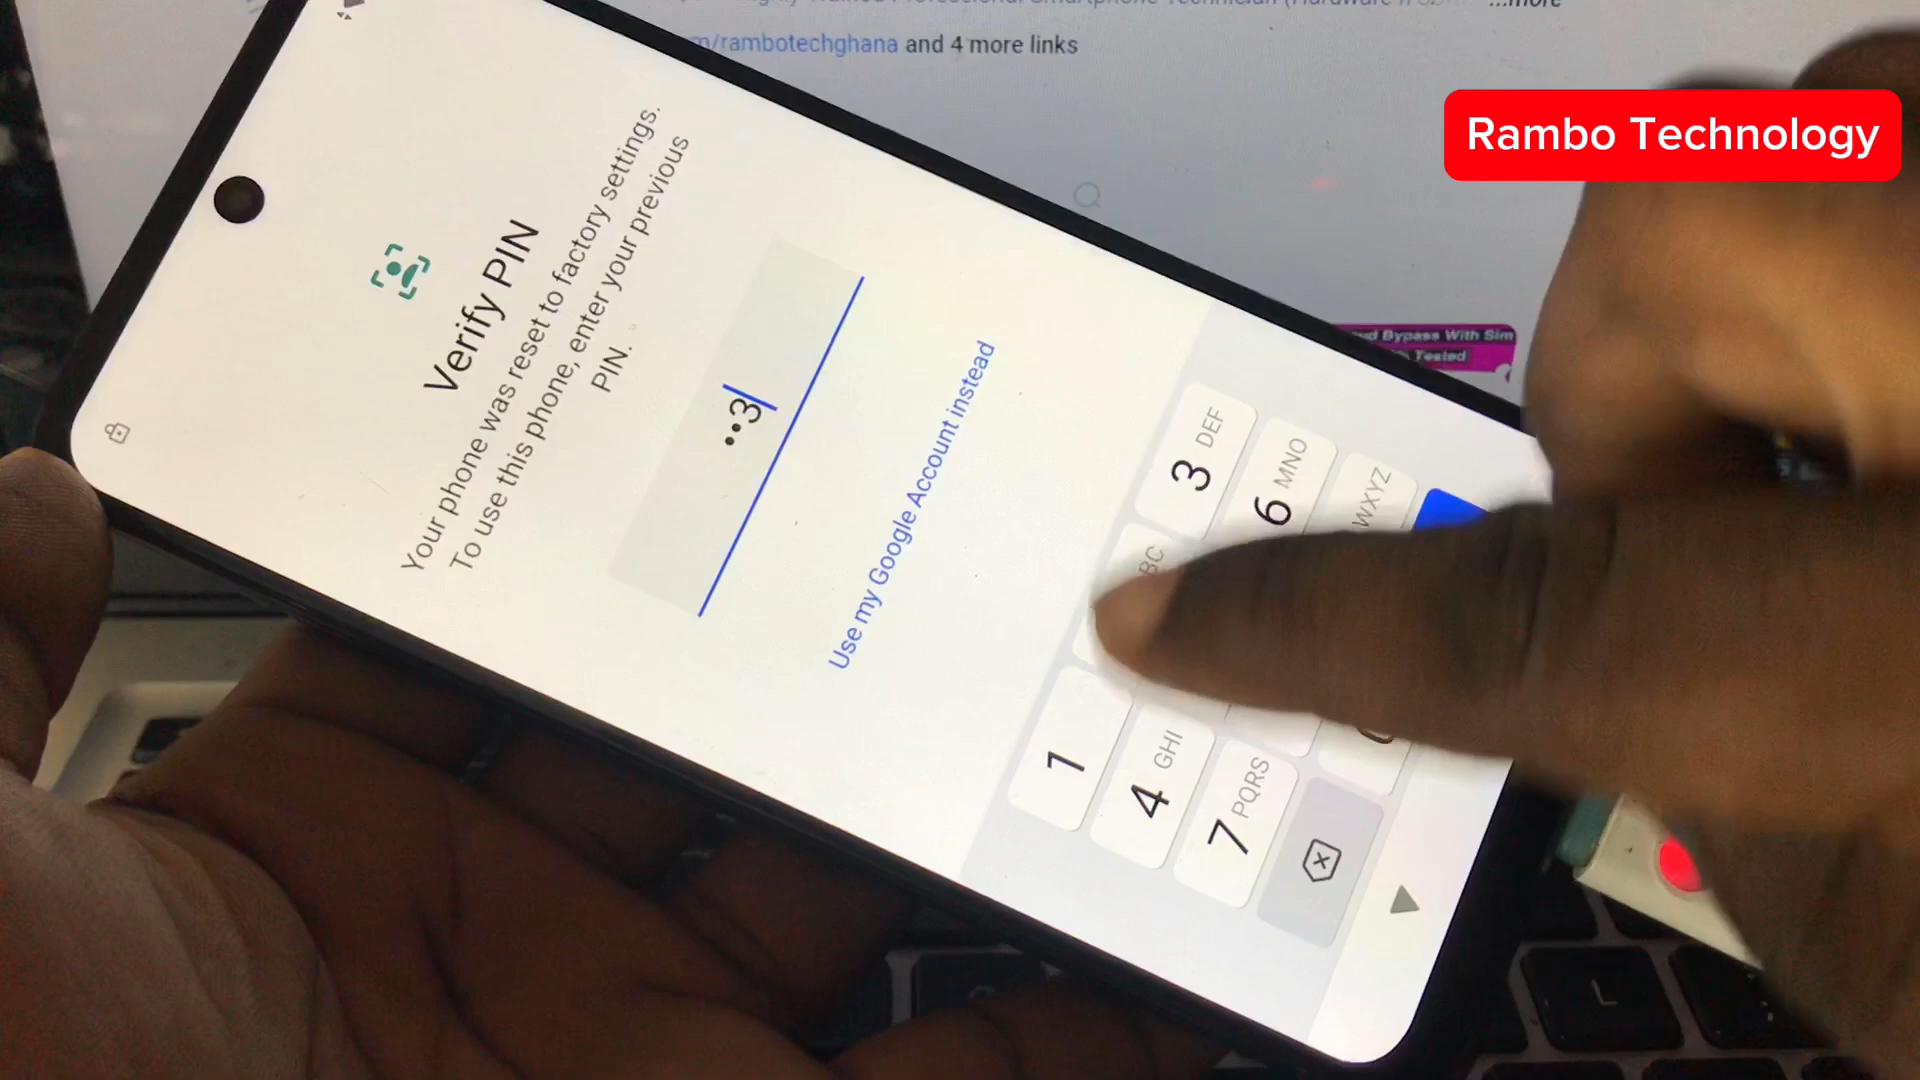 m/rambotechghana and 4 more links
...more
Rambo Technology
Bypass With Sim
Tested
Verify PIN
Your phone was reset to factory settings.
To use this phone, enter your previous
PIN.
••3
Use my Google Account instead
1
3 DEF
4 GHI
6 MNO
7 PQRS
WXYZ
L